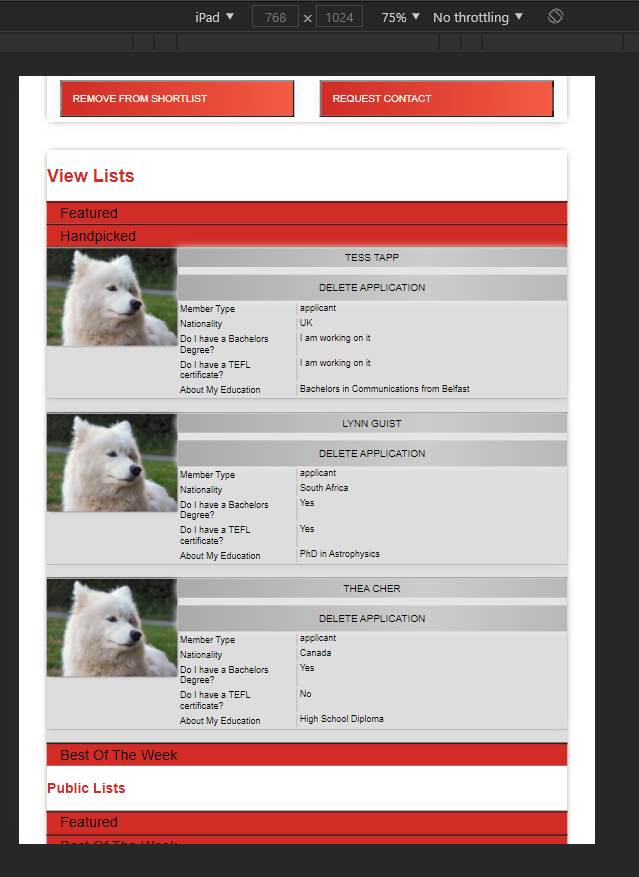 iPad ▼ 768 × 1024 75% ▼ No throttling ▼
REMOVE FROM SHORTLIST REQUEST CONTACT
View Lists
Featured
Handpicked
TESS TAPP
DELETE APPLICATION
Member Type applicant
Nationality UK
Do I have a Bachelors I am working on it
Degree?
Do I have a TEFL I am working on it
certificate?
About My Education Bachelors in Communications from Belfast
LYNN GUIST
DELETE APPLICATION
Member Type applicant
Nationality South Africa
Do I have a Bachelors Yes
Degree?
Do I have a TEFL Yes
certificate?
About My Education PhD in Astrophysics
THEA CHER
DELETE APPLICATION
Member Type applicant
Nationality Canada
Do I have a Bachelors Yes
Degree?
Do I have a TEFL No
certificate?
About My Education High School Diploma
Best Of The Week
Public Lists
Featured
Best Of The Week